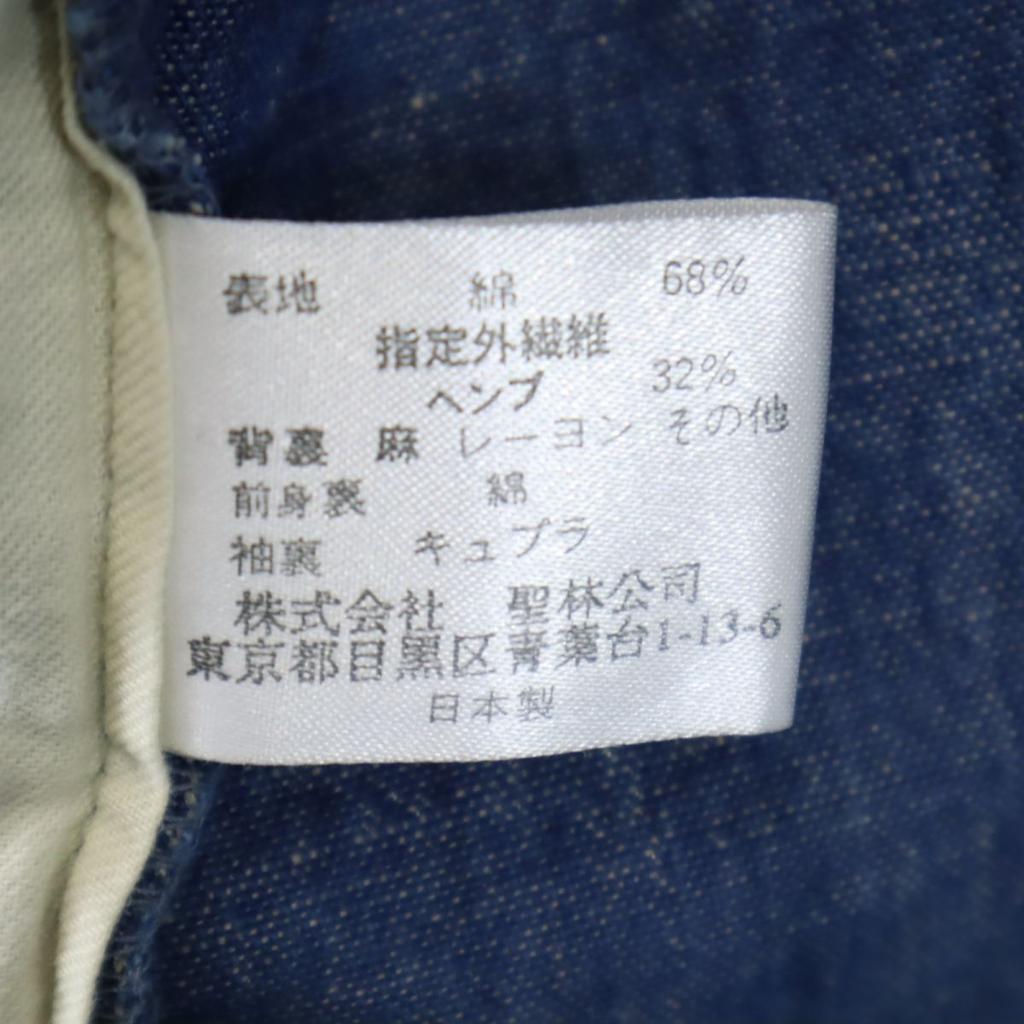 表地 綿 68%
指定外繊維
ヘンプ 32%
背裏 麻 レーヨン その他
前身裏 綿
袖裏 キュプラ
株式会社 聖林公司
東京都目黒区青葉台1-13-6
日本製